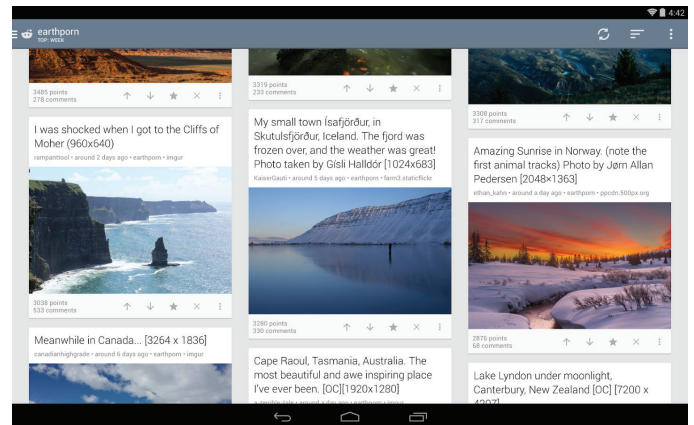 4:42
earthporn
TOP: WEEK
3485 points
278 comments
I was shocked when I got to the Cliffs of
Moher (960x640)
rampanttool • around 2 days ago • earthporn • imgur
3038 points
533 comments
Meanwhile in Canada... [3264 x 1836]
canadianhighgrade • around 6 days ago • earthporn • imgur
3319 points
233 comments
My small town Ísafjörður, in
Skutulsfjörður, Iceland. The fjord was
frozen over, and the weather was great!
Photo taken by Gísli Halldór [1024x683]
KaiserGauti • around 5 days ago • earthporn • farm3.staticflickr
3280 points
330 comments
Cape Raoul, Tasmania, Australia. The
most beautiful and awe inspiring place
I've ever been. [OC][1920x1280]
around a day ago • earthporn • imgur
3308 points
317 comments
Amazing Sunrise in Norway. (note the
first animal tracks) Photo by Jørn Allan
Pedersen [2048×1363]
ethan_kahn • around a day ago • earthporn • ppcdn.500px.org
2876 points
68 comments
Lake Lyndon under moonlight,
Canterbury, New Zealand [OC] [7200 x
4207]